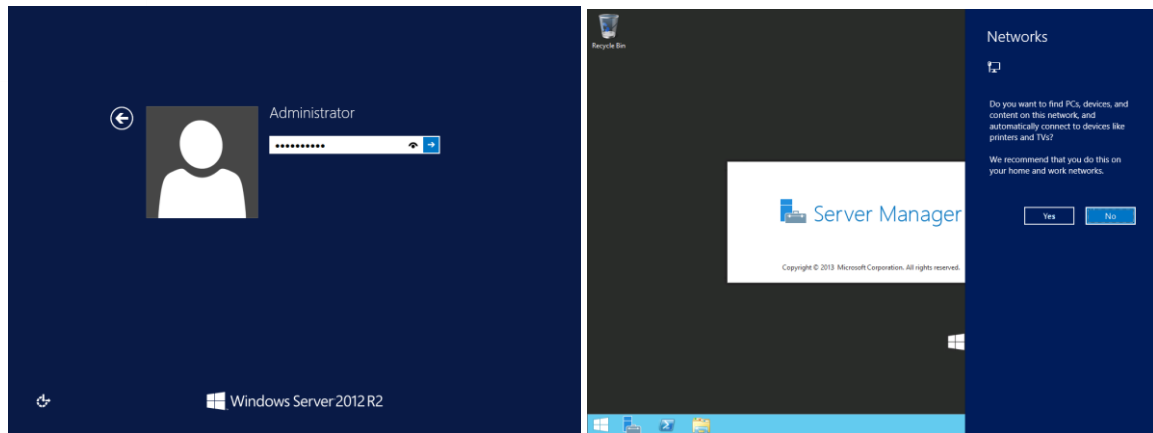 Administrator
••••••••••
Windows Server 2012 R2
Recycle Bin
Server Manager
Copyright © 2013 Microsoft Corporation. All rights reserved.
Networks
Do you want to find PCs, devices, and
content on this network, and
automatically connect to devices like
printers and TVs?
We recommend that you do this on
your home and work networks.
Yes No